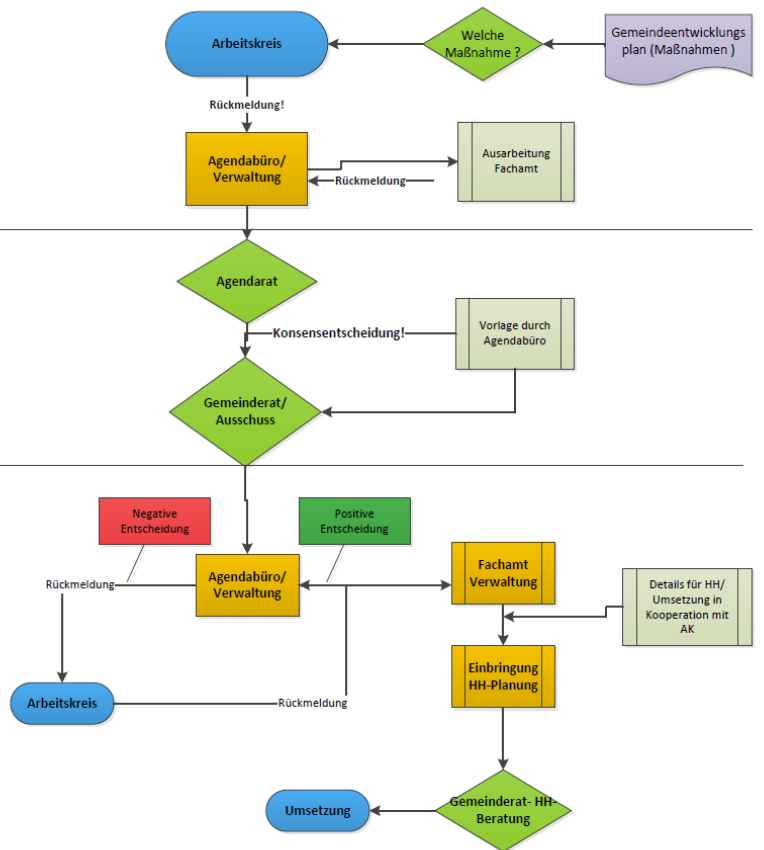 Arbeitskreis
Welche
Maßnahme ?
Gemeindeentwicklungs
plan (Maßnahmen )
Rückmeldung!
Agendabüro/
Verwaltung
Rückmeldung
Ausarbeitung
Fachamt
Agendarat
Konsensentscheidung!
Vorlage durch
Agendabüro
Gemeinderat/
Ausschuss
Negative
Entscheidung
Positive
Entscheidung
Rückmeldung
Agendabüro/
Verwaltung
Fachamt
Verwaltung
Details für HH/
Umsetzung in
Kooperation mit
AK
Einbringung
HH-Planung
Arbeitskreis
Rückmeldung
Umsetzung
Gemeinderat- HH-
Beratung